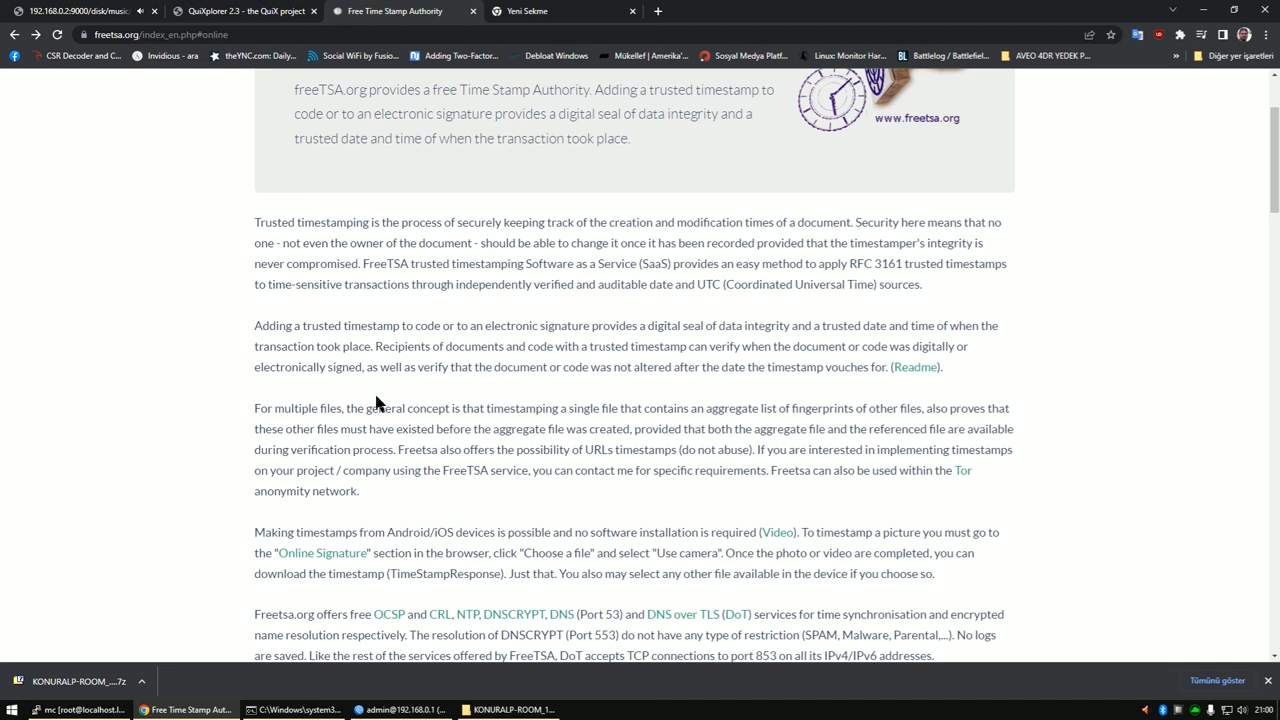 192.168.0.2:9000/disk/music
QuiXplorer 2.3 - the QuiX project
Free Time Stamp Authority
Yeni Sekme
freetsa.org/index_en.php#online
CSR Decoder and C...
Invidious - ara
theYNC.com: Daily...
Social WiFi by Fusio...
Adding Two-Factor...
Debloat Windows
Mükellef | Amerika'...
Sosyal Medya Platf...
Linux: Monitor Har...
Battlelog / Battlefiel...
AVEO 4DR YEDEK P...
»
Diğer yer işaretleri
freeTSA.org provides a free Time Stamp Authority. Adding a trusted timestamp to
code or to an electronic signature provides a digital seal of data integrity and a
trusted date and time of when the transaction took place.
www.freetsa.org
Trusted timestamping is the process of securely keeping track of the creation and modification times of a document. Security here means that no
one - not even the owner of the document - should be able to change it once it has been recorded provided that the timestamper's integrity is
never compromised. FreeTSA trusted timestamping Software as a Service (SaaS) provides an easy method to apply RFC 3161 trusted timestamps
to time-sensitive transactions through independently verified and auditable date and UTC (Coordinated Universal Time) sources.
Adding a trusted timestamp to code or to an electronic signature provides a digital seal of data integrity and a trusted date and time of when the
transaction took place. Recipients of documents and code with a trusted timestamp can verify when the document or code was digitally or
electronically signed, as well as verify that the document or code was not altered after the date the timestamp vouches for. (Readme).
For multiple files, the general concept is that timestamping a single file that contains an aggregate list of fingerprints of other files, also proves that
these other files must have existed before the aggregate file was created, provided that both the aggregate file and the referenced file are available
during verification process. Freetsa also offers the possibility of URLs timestamps (do not abuse). If you are interested in implementing timestamps
on your project / company using the FreeTSA service, you can contact me for specific requirements. Freetsa can also be used within the Tor
anonymity network.
Making timestamps from Android/iOS devices is possible and no software installation is required (Video). To timestamp a picture you must go to
the "Online Signature" section in the browser, click "Choose a file" and select "Use camera". Once the photo or video are completed, you can
download the timestamp (TimeStampResponse). Just that. You also may select any other file available in the device if you choose so.
Freetsa.org offers free OCSP and CRL, NTP, DNSCRYPT, DNS (Port 53) and DNS over TLS (DoT) services for time synchronisation and encrypted
name resolution respectively. The resolution of DNSCRYPT (Port 553) do not have any type of restriction (SPAM, Malware, Parental,...). No logs
are saved. Like the rest of the services offered by FreeTSA, DoT accepts TCP connections to port 853 on all its IPv4/IPv6 addresses.
KONURALP-ROOM_....7z
Tümünü göster
mc [root@localhost.l...
Free Time Stamp Aut...
C:\Windows\system3...
admin@192.168.0.1 (...
KONURALP-ROOM_1...
21:00